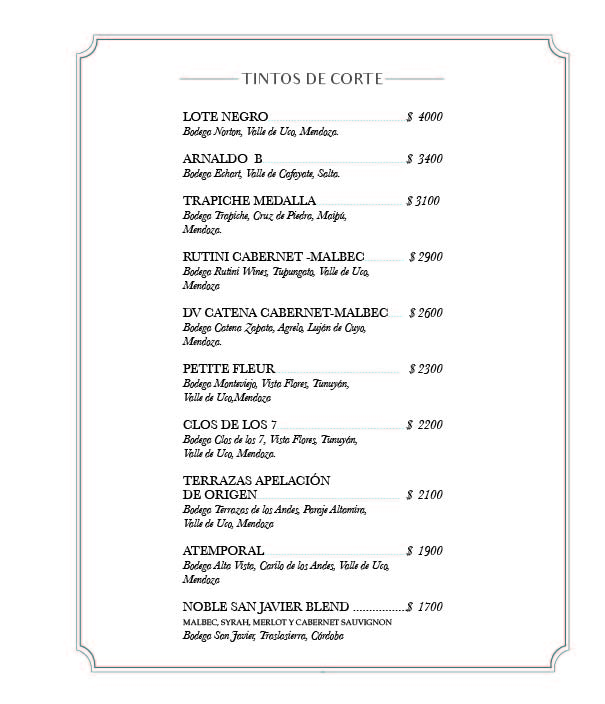 TINTOS DE CORTE
LOTE NEGRO $ 4000
Bodega Norton, Valle de Uco, Mendoza.
ARNALDO B $ 3400
Bodega Echart, Valle de Cafayate, Salta.
TRAPICHE MEDALLA $ 3100
Bodega Trapiche, Cruz de Piedra, Maipú,
Mendoza.
RUTINI CABERNET -MALBEC $ 2900
Bodega Rutini Wines, Tupungato, Valle de Uco,
Mendoza
DV CATENA CABERNET-MALBEC $ 2600
Bodega Catena Zapata, Agrelo, Luján de Cuyo,
Mendoza.
PETITE FLEUR $ 2300
Bodega Monteviejo, Vista Flores, Tunuyán,
Valle de Uco,Mendoza
CLOS DE LOS 7 $ 2200
Bodega Clos de los 7, Vista Flores, Tunuyán,
Valle de Uco, Mendoza.
TERRAZAS APELACIÓN
DE ORIGEN $ 2100
Bodega Terrazas de los Andes, Paraje Altamira,
Valle de Uco, Mendoza
ATEMPORAL $ 1900
Bodega Alta Vista, Carilo de los Andes, Valle de Uco,
Mendoza
NOBLE SAN JAVIER BLEND ................$ 1700
MALBEC, SYRAH, MERLOT Y CABERNET SAUVIGNON
Bodega San Javier, Traslasierra, Córdoba